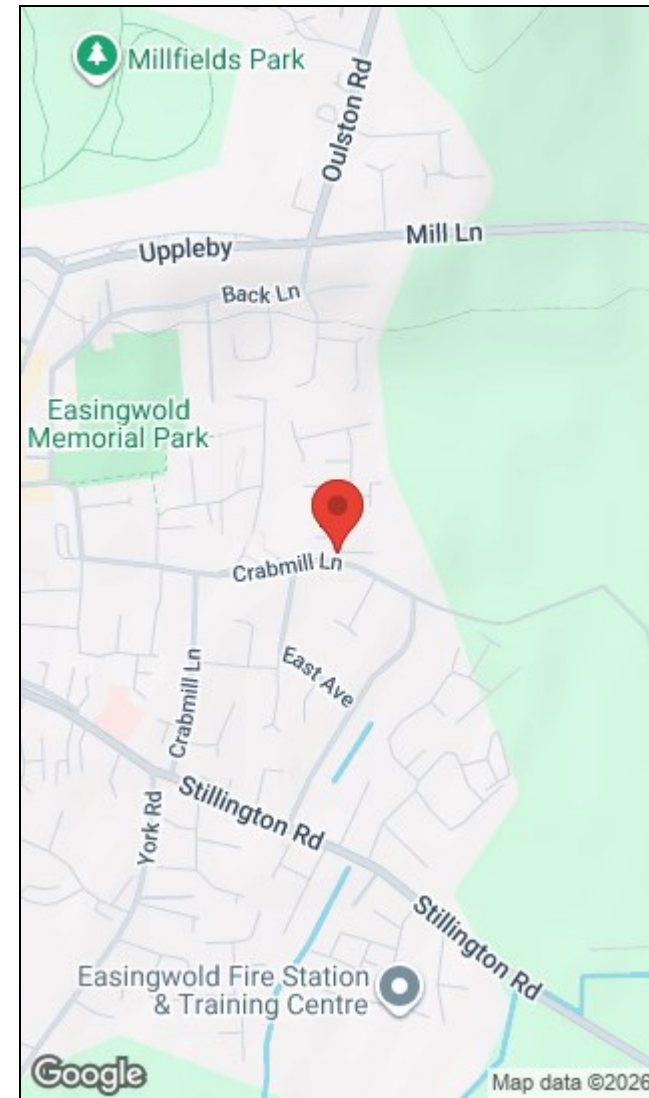 Millfields Park
Oulston Rd
Uppleby
Mill Ln
Back Ln
Easingwold
Memorial Park
Crabmill Ln
East Ave
Crabmill Ln
Stillington Rd
York Rd
Stillington Rd
Easingwold Fire Station
& Training Centre
Google
Map data ©2026